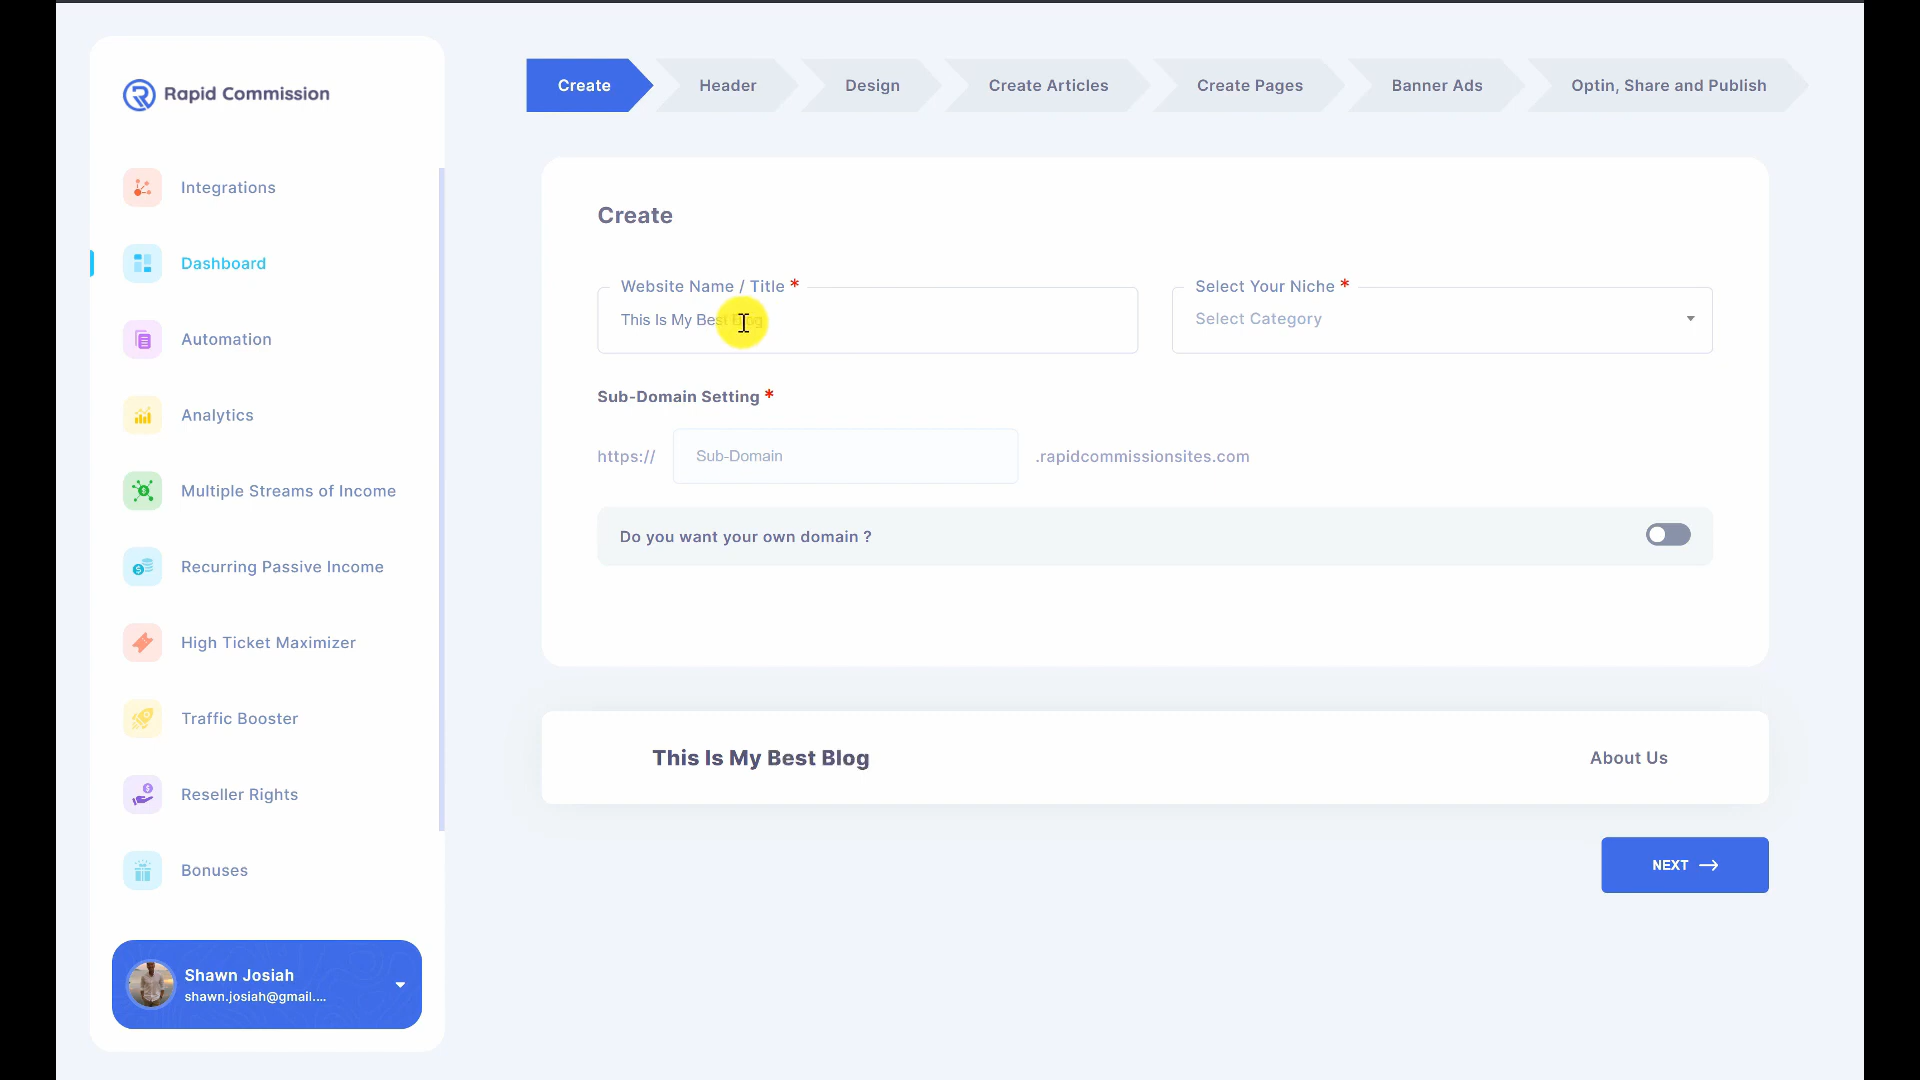 Rapid Commission
Integrations
Dashboard
Automation
Analytics
Multiple Streams of Income
Recurring Passive Income
High Ticket Maximizer
Traffic Booster
Reseller Rights
Bonuses
Shawn Josiah
shawn.josiah@gmail....
Create
Header
Design
Create Articles
Create Pages
Banner Ads
Optin, Share and Publish
Create
Website Name / Title *
This Is My Best Blog
Select Your Niche *
Select Category
Sub-Domain Setting *
https:// Sub-Domain .rapidcommissionsites.com
Do you want your own domain ?
This Is My Best Blog
About Us
NEXT →